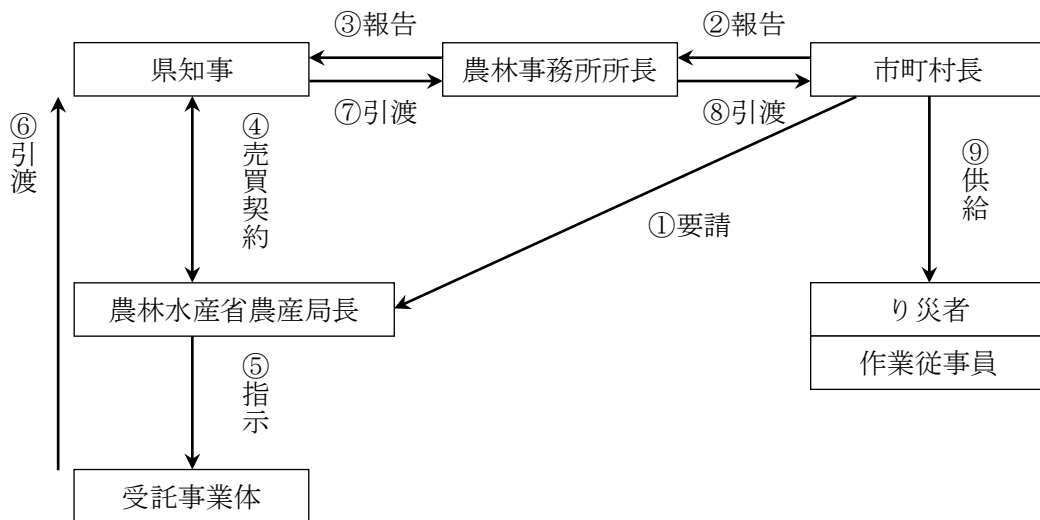 ③報告
②報告
県知事
農林事務所所長
市町村長
⑦引渡
⑧引渡
⑥引渡
④売買契約
⑨供給
①要請
農林水産省農産局長
り災者
作業従事員
⑤指示
受託事業体